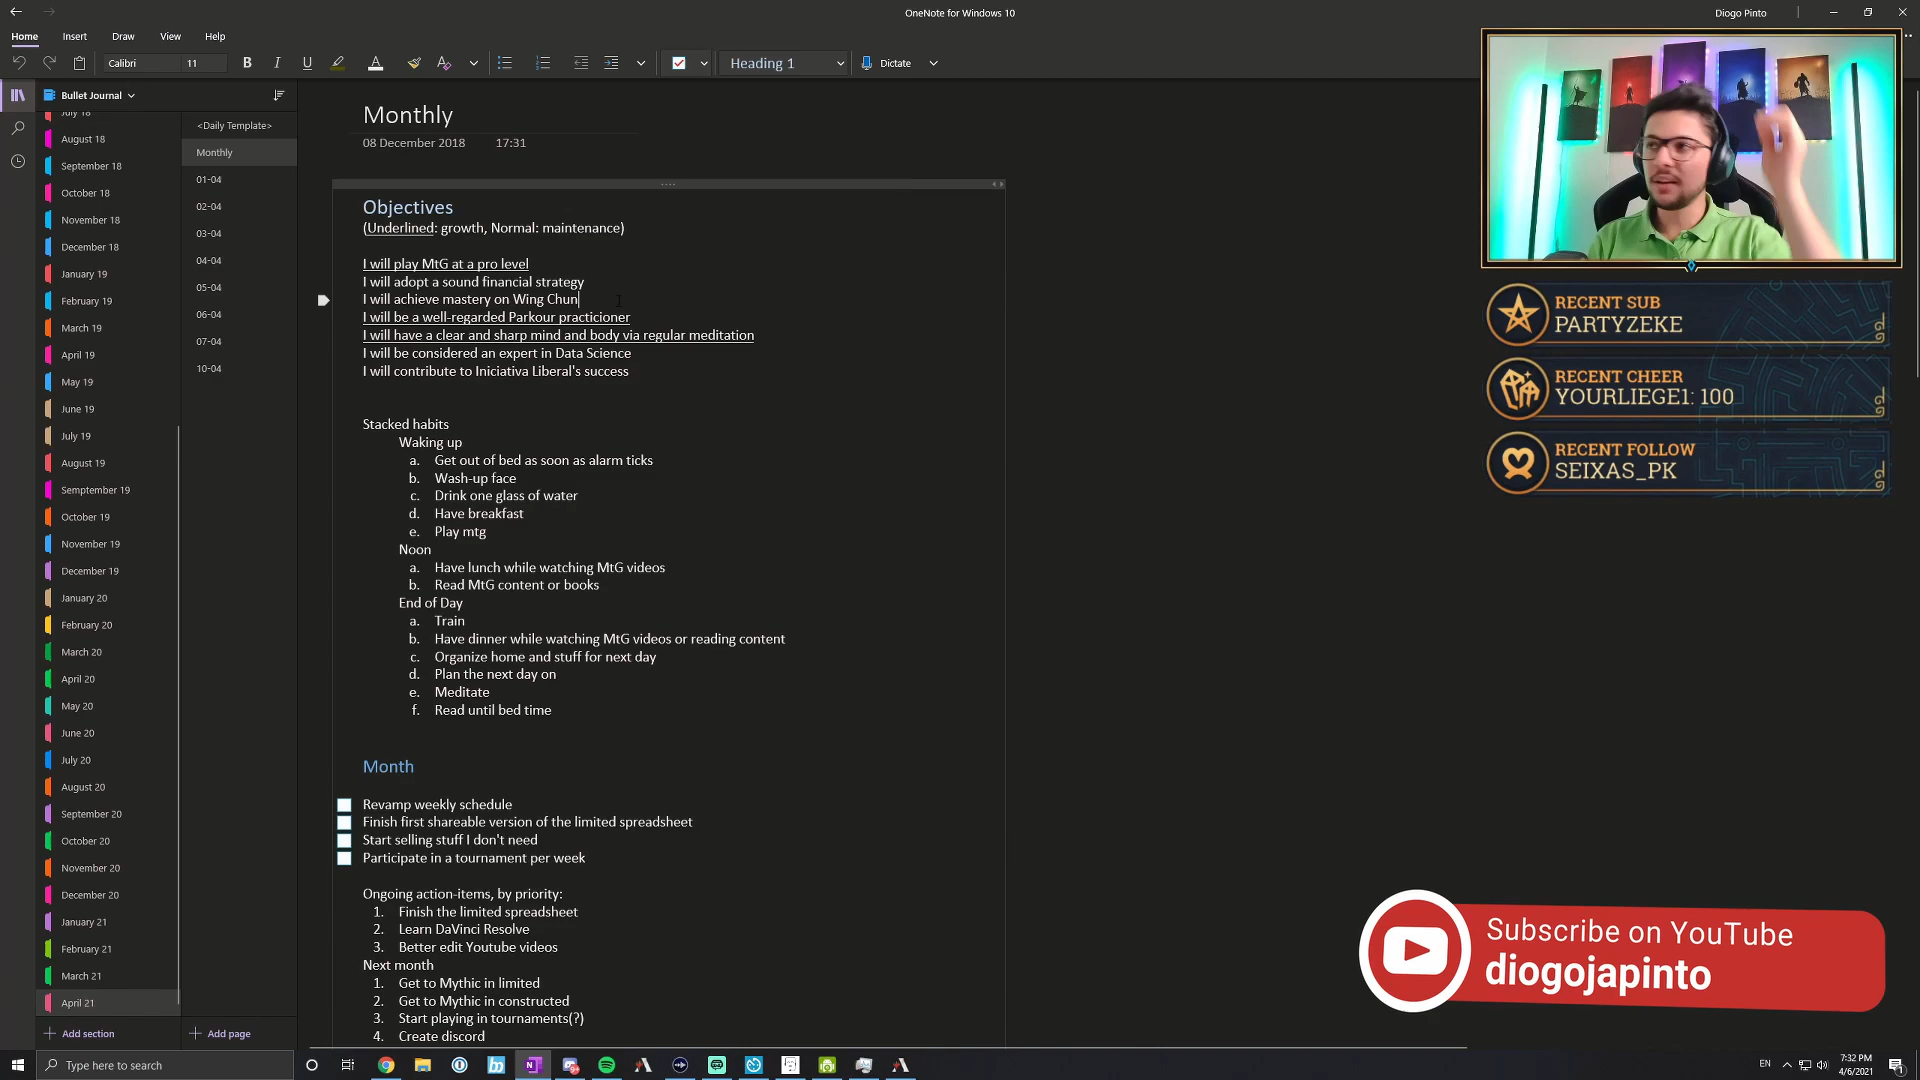 OneNote for Windows 10
Diogo Pinto
Home
Insert
Draw
View
Help
Calibri
11
B
I
U
A
A
Heading 1
Dictate
Bullet Journal
July 18
August 18
September 18
October 18
November 18
December 18
January 19
February 19
March 19
April 19
May 19
June 19
July 19
August 19
Semptember 19
October 19
November 19
December 19
January 20
February 20
March 20
April 20
May 20
June 20
July 20
August 20
September 20
October 20
November 20
December 20
January 21
February 21
March 21
April 21
Add section
<Daily Template>
Monthly
01-04
02-04
03-04
04-04
05-04
06-04
07-04
10-04
Add page
Monthly
08 December 2018 17:31
Objectives
(Underlined: growth, Normal: maintenance)
I will play MtG at a pro level
I will adopt a sound financial strategy
I will achieve mastery on Wing Chun
I will be a well-regarded Parkour practicioner
I will have a clear and sharp mind and body via regular meditation
I will be considered an expert in Data Science
I will contribute to Iniciativa Liberal's success
Stacked habits
Waking up
a. Get out of bed as soon as alarm ticks
b. Wash-up face
c. Drink one glass of water
d. Have breakfast
e. Play mtg
Noon
a. Have lunch while watching MtG videos
b. Read MtG content or books
End of Day
a. Train
b. Have dinner while watching MtG videos or reading content
c. Organize home and stuff for next day
d. Plan the next day on
e. Meditate
f. Read until bed time
Month
Revamp weekly schedule
Finish first shareable version of the limited spreadsheet
Start selling stuff I don't need
Participate in a tournament per week
Ongoing action-items, by priority:
1. Finish the limited spreadsheet
2. Learn DaVinci Resolve
3. Better edit Youtube videos
Next month
1. Get to Mythic in limited
2. Get to Mythic in constructed
3. Start playing in tournaments(?)
4. Create discord
RECENT SUB
PARTYZEKE
RECENT CHEER
YOURLIEGE1: 100
RECENT FOLLOW
SEIXAS_PK
Subscribe on YouTube
diogojapinto
Type here to search
EN
7:32 PM
4/6/2021